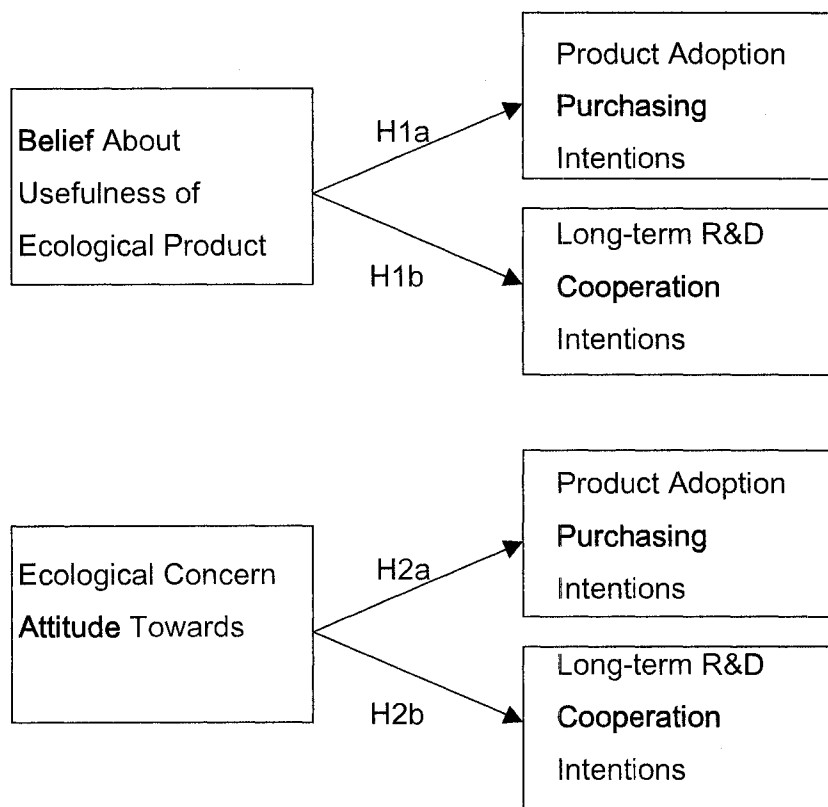 Belief About
Usefulness of
Ecological Product
H1a
H1b
Product Adoption
Purchasing
Intentions
Long-term R&D
Cooperation
Intentions
Ecological Concern
Attitude Towards
H2a
H2b
Product Adoption
Purchasing
Intentions
Long-term R&D
Cooperation
Intentions